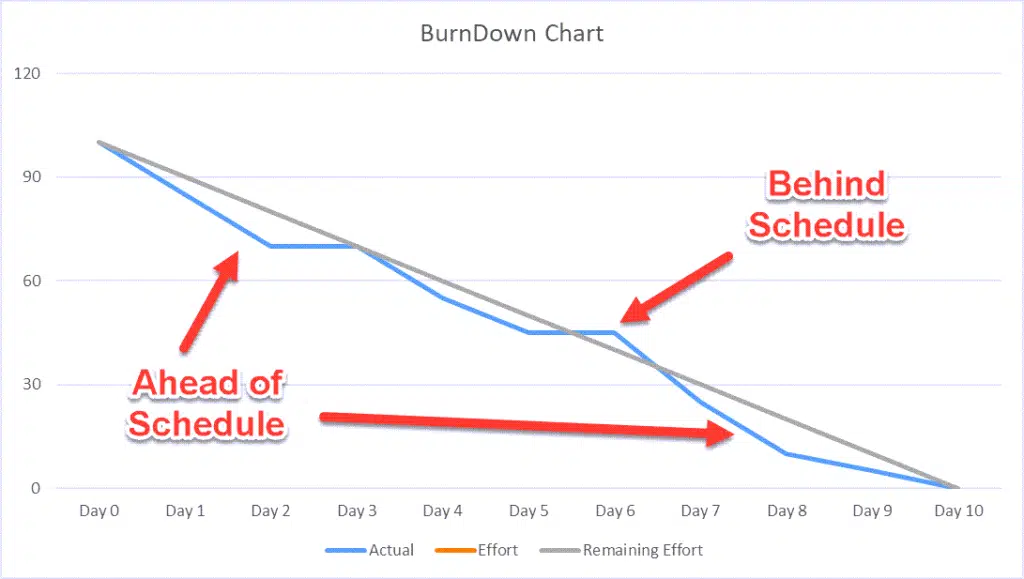 BurnDown Chart
120
90
60
30
0
Behind
Schedule
Ahead of
Schedule
Day 0 Day 1 Day 2 Day 3 Day 4 Day 5 Day 6 Day 7 Day 8 Day 9 Day 10
Actual Effort Remaining Effort